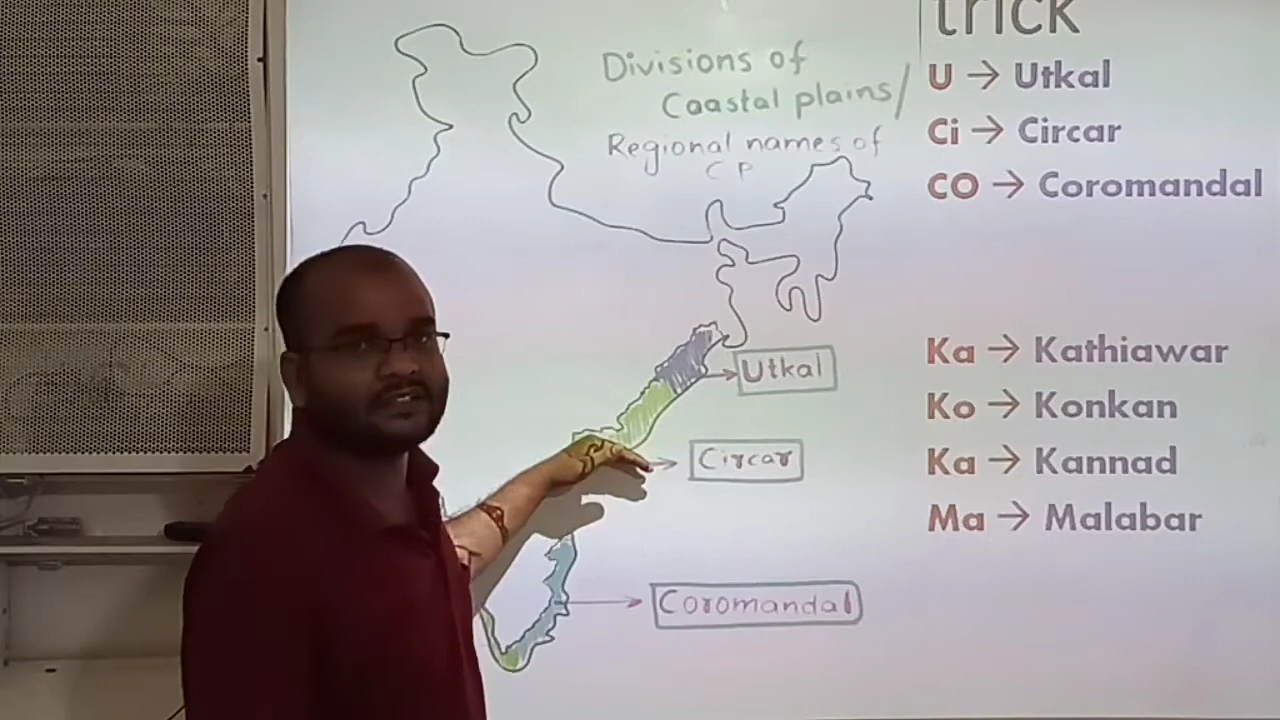 trick
Divisions of
Coastal plains/
Regional names of
C P
U → Utkal
Ci → Circar
CO → Coromandal
Utkal
Circar
Coromandal
Ka → Kathiawar
Ko → Konkan
Ka → Kannad
Ma → Malabar